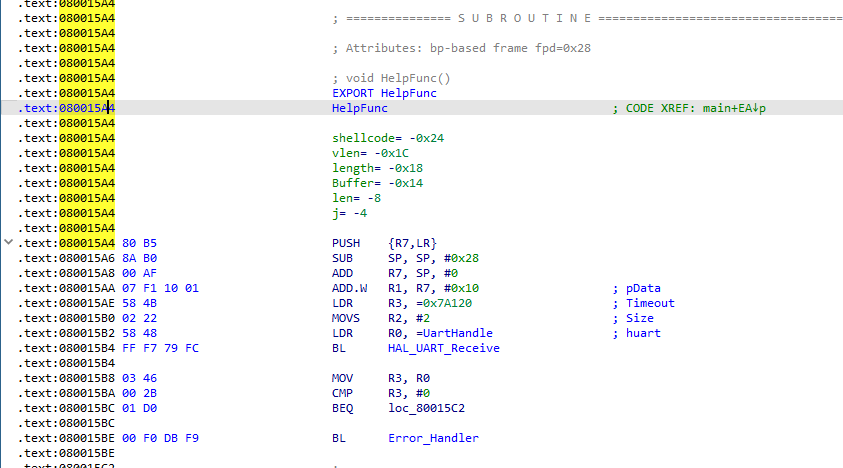 .text:080015A4
.text:080015A4 ; =============== S U B R O U T I N E ===================================
.text:080015A4
.text:080015A4 ; Attributes: bp-based frame fpd=0x28
.text:080015A4
.text:080015A4 ; void HelpFunc()
.text:080015A4 EXPORT HelpFunc
.text:080015A4 HelpFunc ; CODE XREF: main+EA↓p
.text:080015A4
.text:080015A4 shellcode= -0x24
.text:080015A4 vlen= -0x1C
.text:080015A4 length= -0x18
.text:080015A4 Buffer= -0x14
.text:080015A4 len= -8
.text:080015A4 j= -4
.text:080015A4
.text:080015A4 80 B5 PUSH {R7,LR}
.text:080015A6 8A B0 SUB SP, SP, #0x28
.text:080015A8 00 AF ADD R7, SP, #0
.text:080015AA 07 F1 10 01 ADD.W R1, R7, #0x10 ; pData
.text:080015AE 58 4B LDR R3, =0x7A120 ; Timeout
.text:080015B0 02 22 MOVS R2, #2 ; Size
.text:080015B2 58 48 LDR R0, =UartHandle ; huart
.text:080015B4 FF F7 79 FC BL HAL_UART_Receive
.text:080015B4
.text:080015B8 03 46 MOV R3, R0
.text:080015BA 00 2B CMP R3, #0
.text:080015BC 01 D0 BEQ loc_80015C2
.text:080015BC
.text:080015BE 00 F0 DB F9 BL Error_Handler
.text:080015BE
.text:080015C2 ;